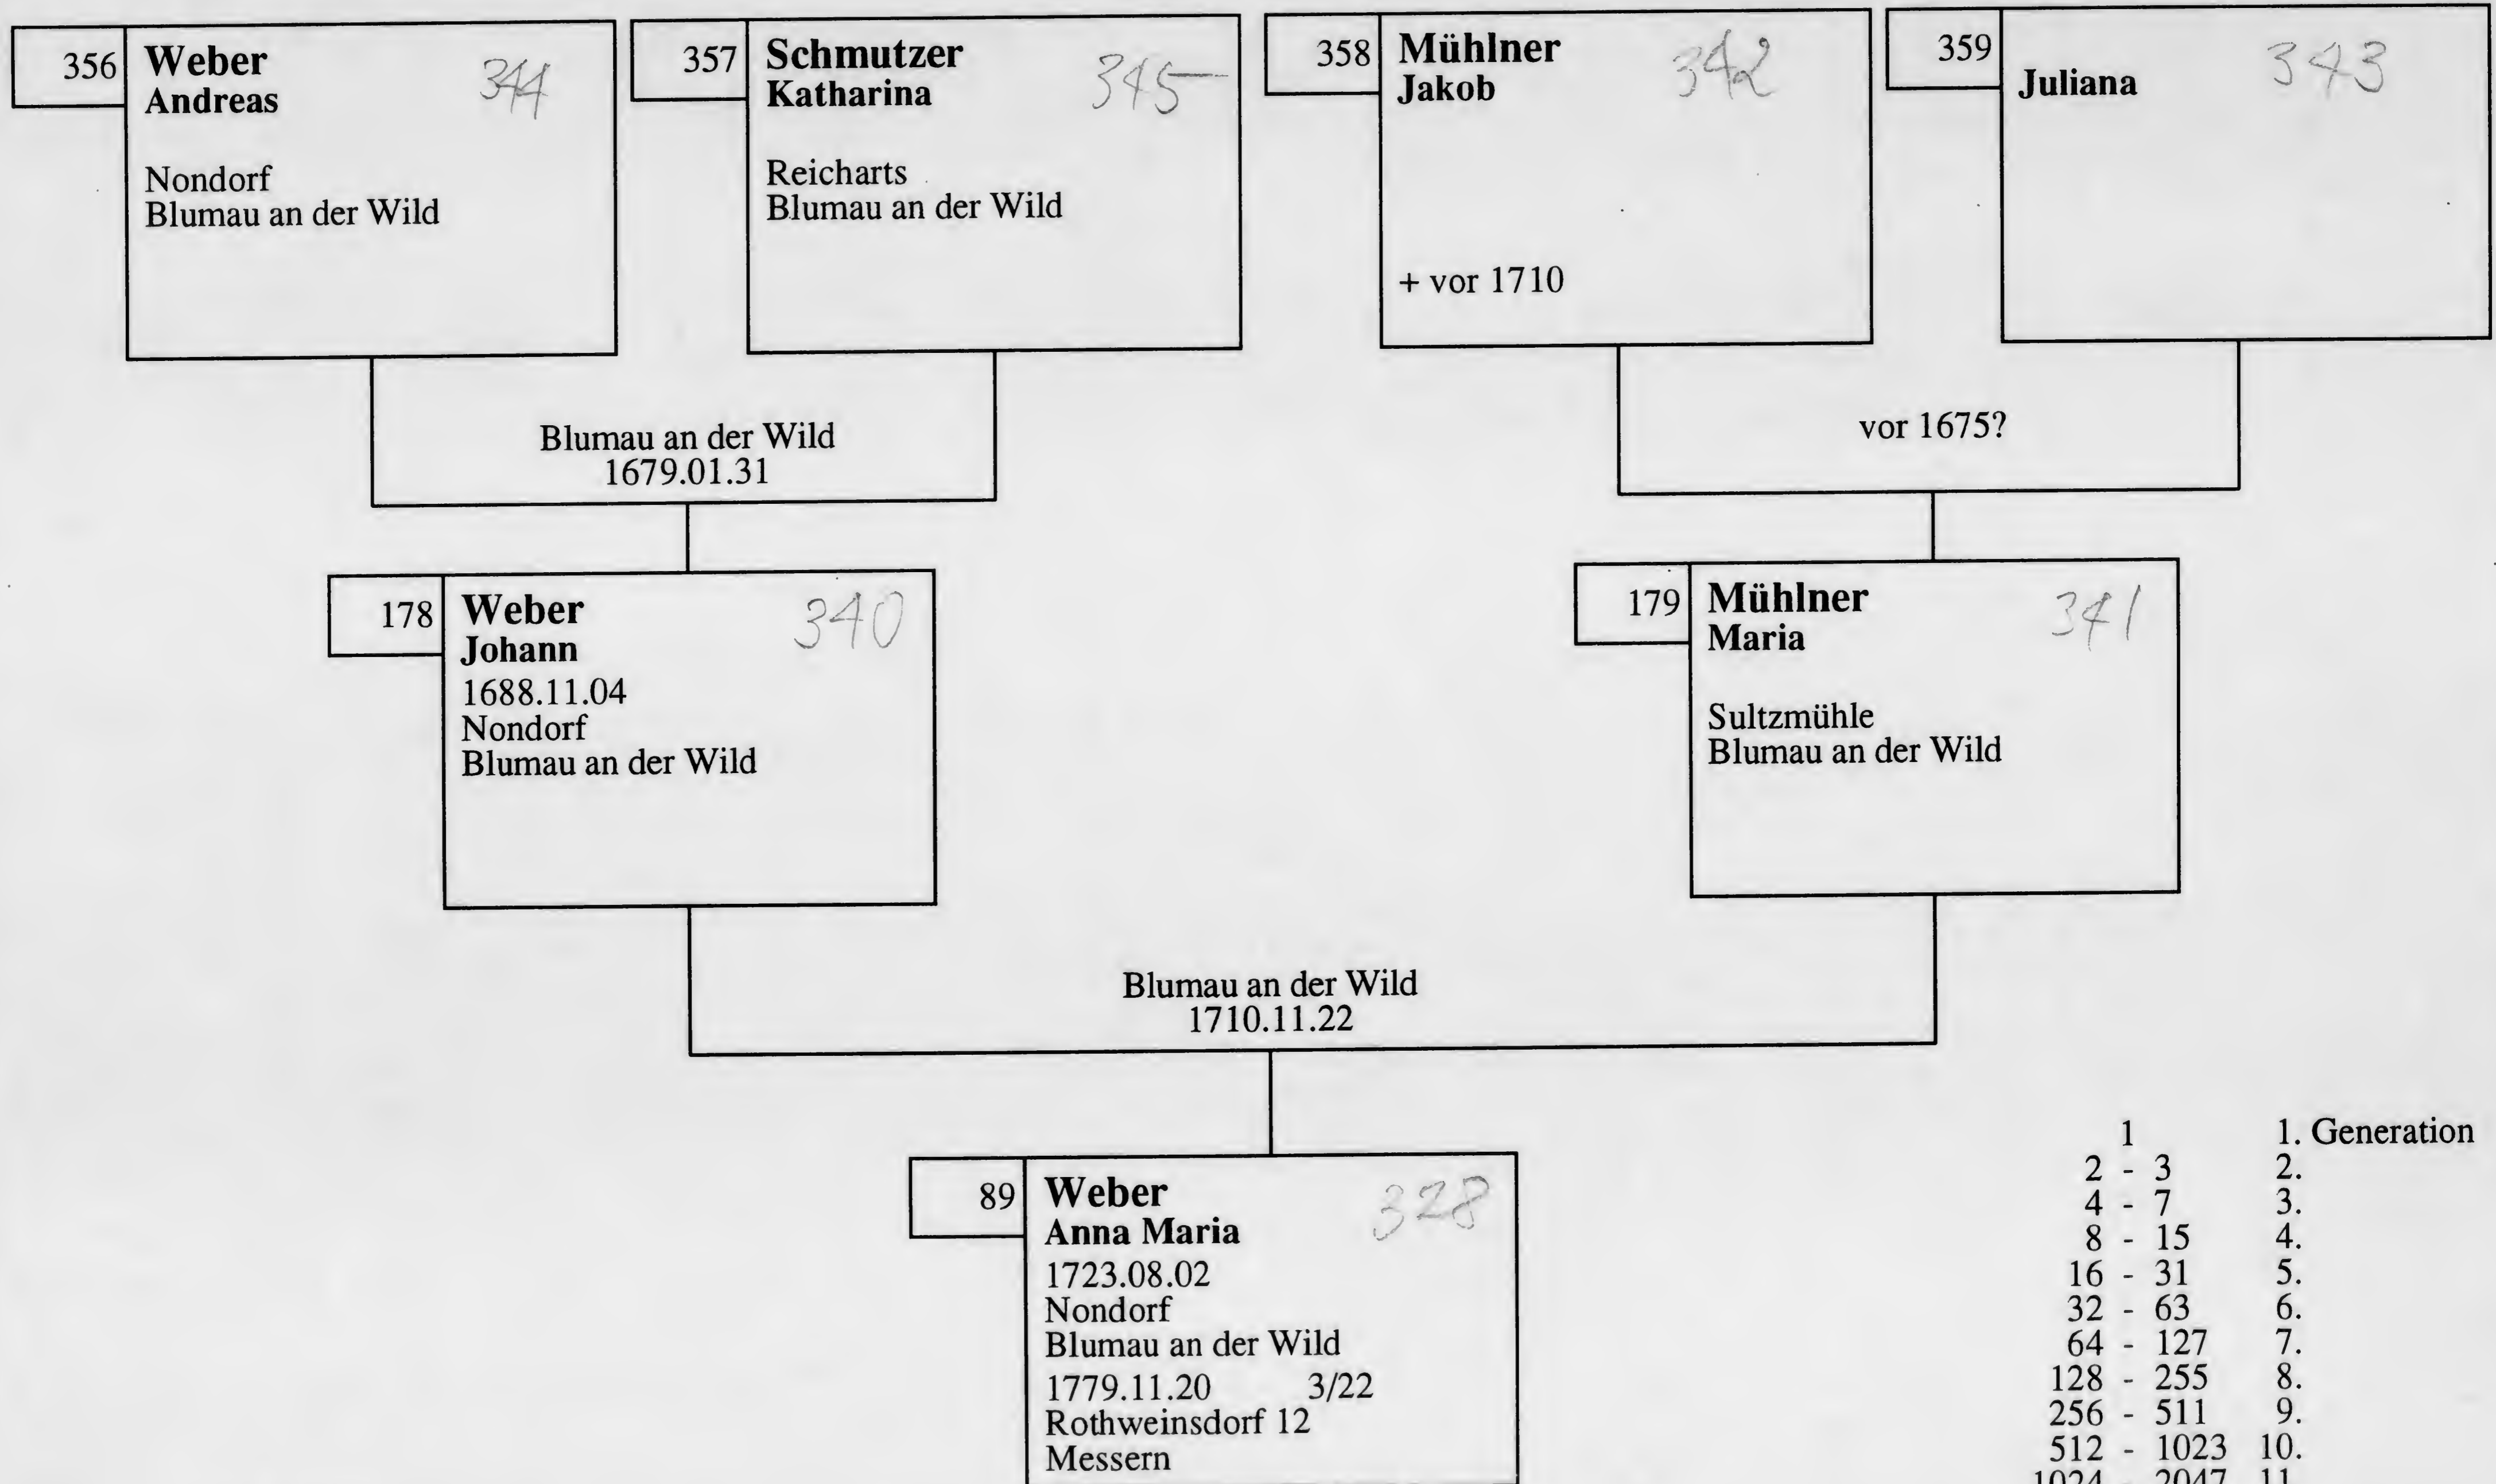 356
Weber
Andreas
344
Nondorf
Blumau an der Wild
357
Schmutzer
Katharina
345
Reicharts
Blumau an der Wild
358
Mühlner
Jakob
342
+ vor 1710
359
Juliana
343
Blumau an der Wild
1679.01.31
vor 1675?
178
Weber
Johann
340
1688.11.04
Nondorf
Blumau an der Wild
179
Mühlner
Maria
341
Sultzmühle
Blumau an der Wild
Blumau an der Wild
1710.11.22
89
Weber
Anna Maria
328
1723.08.02
Nondorf
Blumau an der Wild
1779.11.20 3/22
Rothweinsdorf 12
Messern
1 1. Generation
2 - 3 2.
4 - 7 3.
8 - 15 4.
16 - 31 5.
32 - 63 6.
64 - 127 7.
128 - 255 8.
256 - 511 9.
512 - 1023 10.
1024 - 2047 11.